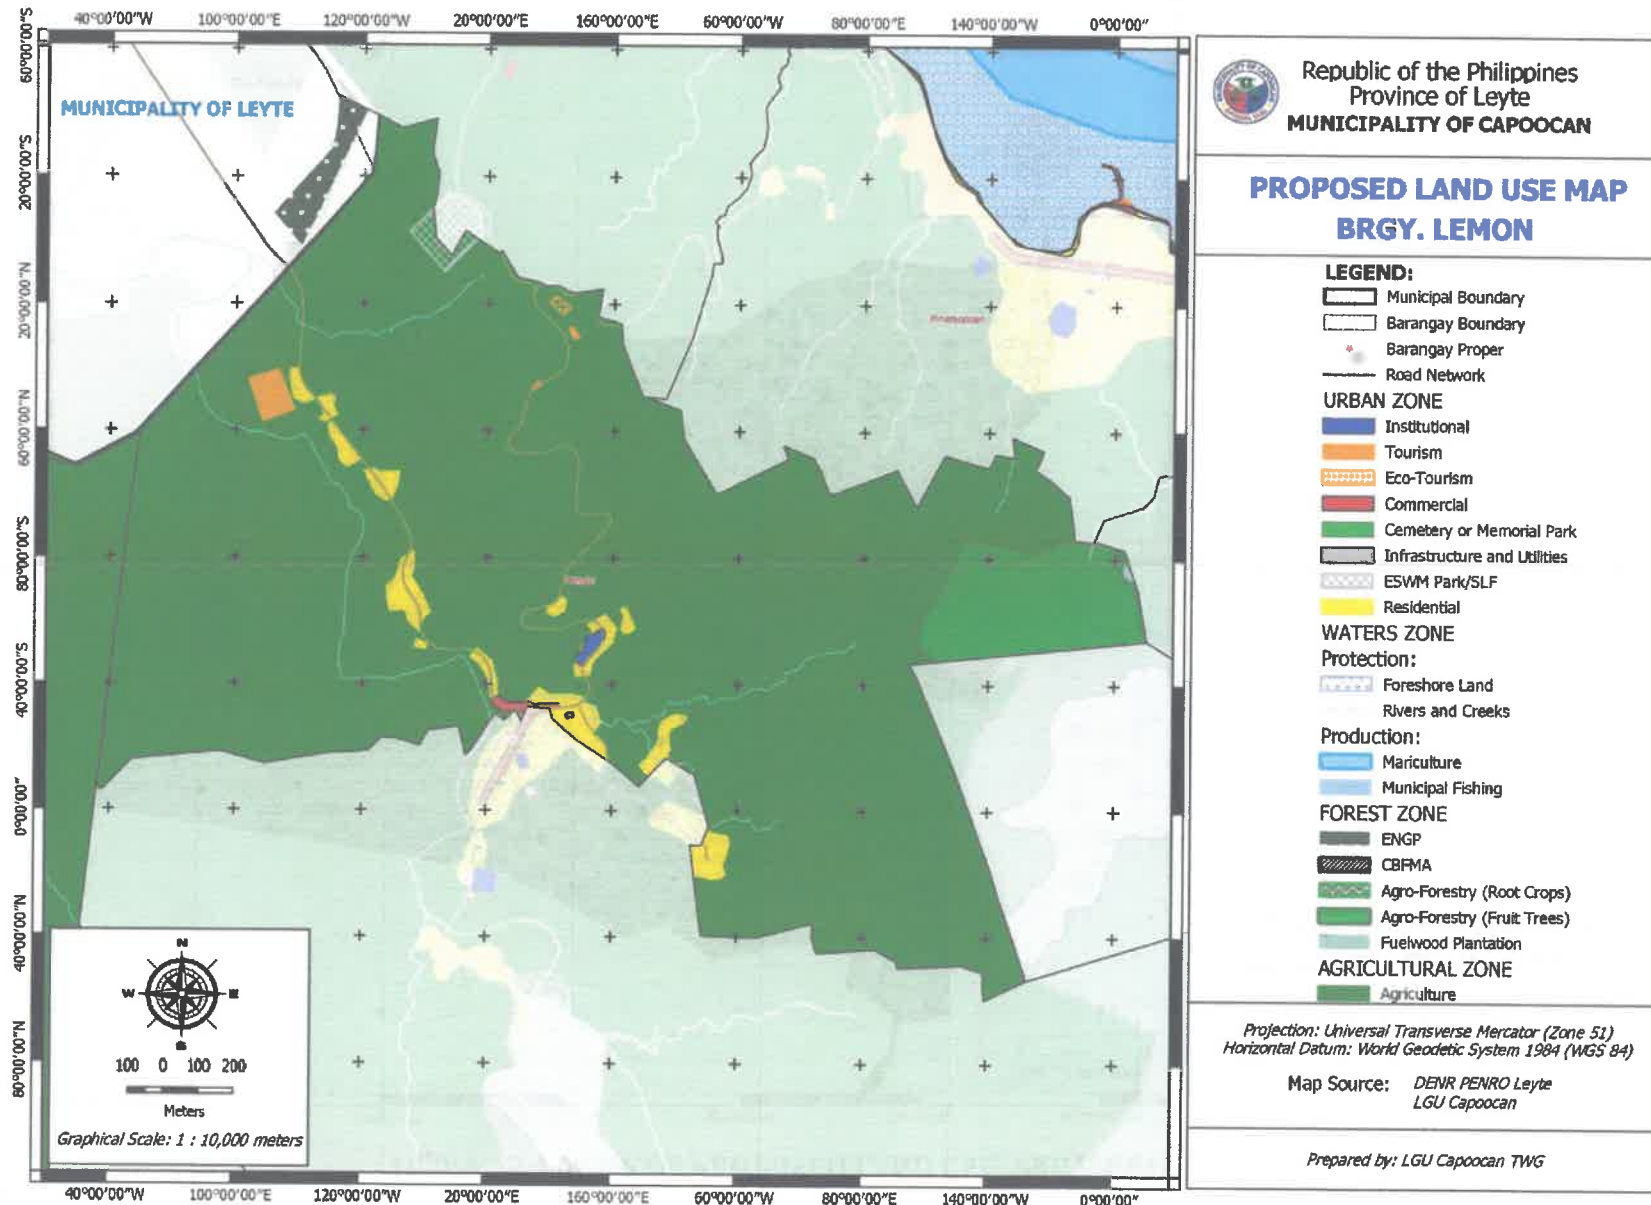 40°00'00"W 100°00'00"E 120°00'00"W 20°00'00"E 160°00'00"E 60°00'00"W 80°00'00"E 140°00'00"W 0°00'00"
60°00'00"S
20°00'00"S
20°00'00"N
60°00'00"N
80°00'00"S
40°00'00"S
0°00'00"
40°00'00"N
80°00'00"N
MUNICIPALITY OF LEYTE
N
W E
S
100 0 100 200
Meters
Graphical Scale: 1 : 10,000 meters
40°00'00"W 100°00'00"E 120°00'00"W 20°00'00"E 160°00'00"E 60°00'00"W 80°00'00"E 140°00'00"W 0°00'00"
Republic of the Philippines
Province of Leyte
MUNICIPALITY OF CAPOOCAN
PROPOSED LAND USE MAP
BRGY. LEMON
LEGEND:
Municipal Boundary
Barangay Boundary
Barangay Proper
Road Network
URBAN ZONE
Institutional
Tourism
Eco-Tourism
Commercial
Cemetery or Memorial Park
Infrastructure and Utilities
ESWM Park/SLF
Residential
WATERS ZONE
Protection:
Foreshore Land
Rivers and Creeks
Production:
Mariculture
Municipal Fishing
FOREST ZONE
ENGP
CBFMA
Agro-Forestry (Root Crops)
Agro-Forestry (Fruit Trees)
Fuelwood Plantation
AGRICULTURAL ZONE
Agriculture
Projection: Universal Transverse Mercator (Zone 51)
Horizontal Datum: World Geodetic System 1984 (WGS 84)
Map Source: DENR PENRO Leyte
LGU Capoocan
Prepared by: LGU Capoocan TWG